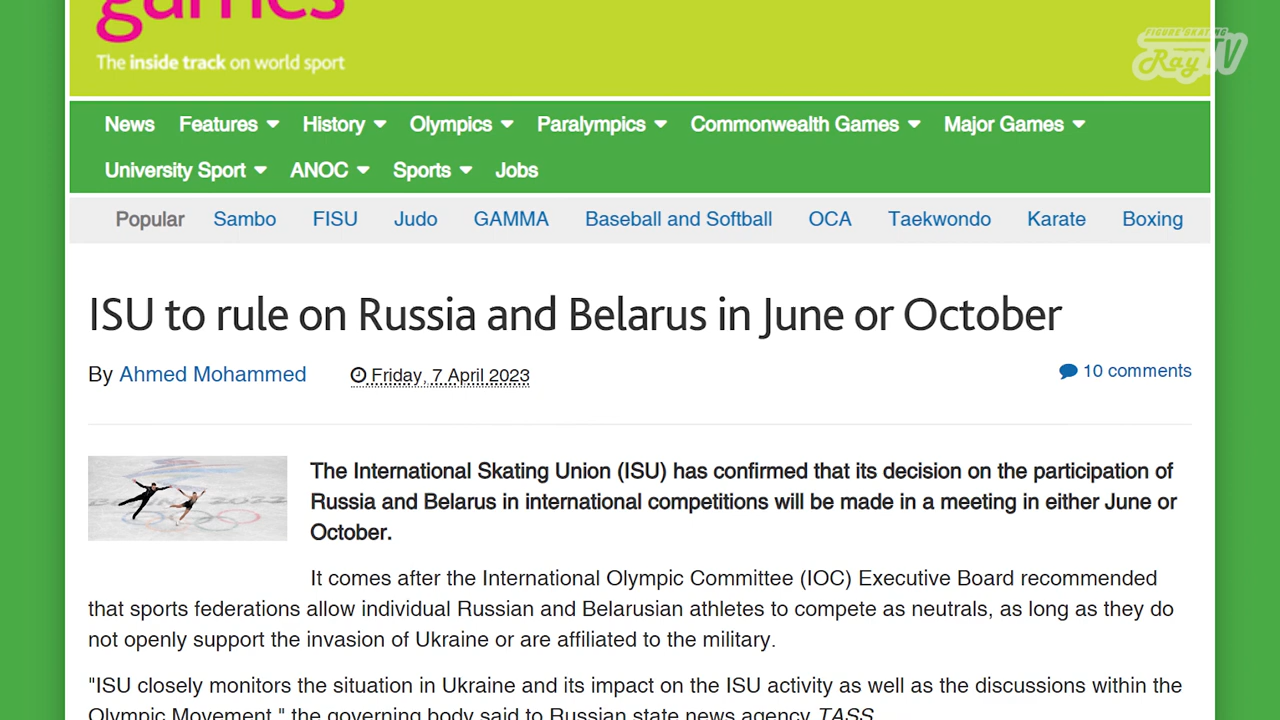 games
The inside track on world sport
FIGURE SKATING
Ray TV
News Features History Olympics Paralympics Commonwealth Games Major Games
University Sport ANOC Sports Jobs
Popular Sambo FISU Judo GAMMA Baseball and Softball OCA Taekwondo Karate Boxing
ISU to rule on Russia and Belarus in June or October
By Ahmed Mohammed Friday, 7 April 2023 10 comments
The International Skating Union (ISU) has confirmed that its decision on the participation of
Russia and Belarus in international competitions will be made in a meeting in either June or
October.
It comes after the International Olympic Committee (IOC) Executive Board recommended
that sports federations allow individual Russian and Belarusian athletes to compete as neutrals, as long as they do
not openly support the invasion of Ukraine or are affiliated to the military.
"ISU closely monitors the situation in Ukraine and its impact on the ISU activity as well as the discussions within the
Olympic Movement," the governing body said to Russian state news agency TASS